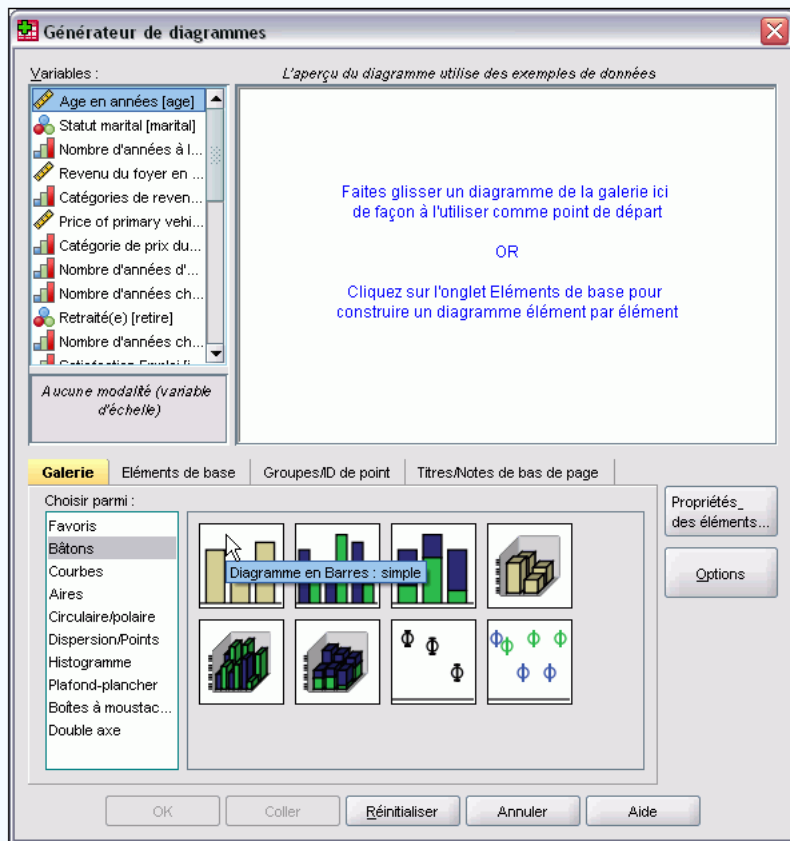 Générateur de diagrammes
Variables :
L'aperçu du diagramme utilise des exemples de données
Age en années [age]
Statut marital [marital]
Nombre d'années à l...
Revenu du foyer en ...
Catégories de reven...
Price of primary vehi...
Catégorie de prix du...
Nombre d'années d'...
Nombre d'années ch...
Retraité(e) [retire]
Nombre d'années ch...
Faites glisser un diagramme de la galerie ici
de façon à l'utiliser comme point de départ
OR
Cliquez sur l'onglet Eléments de base pour
construire un diagramme élément par élément
Aucune modalité (variable
d'échelle)
Galerie
Eléments de base
Groupes/ID de point
Titres/Notes de bas de page
Choisir parmi :
Favoris
Bâtons
Courbes
Aires
Circulaire/polaire
Dispersion/Points
Histogramme
Plafond-plancher
Boîtes à moustac...
Double axe
Diagramme en Barres : simple
Propriétés_
des éléments...
Options
OK
Coller
Réinitialiser
Annuler
Aide